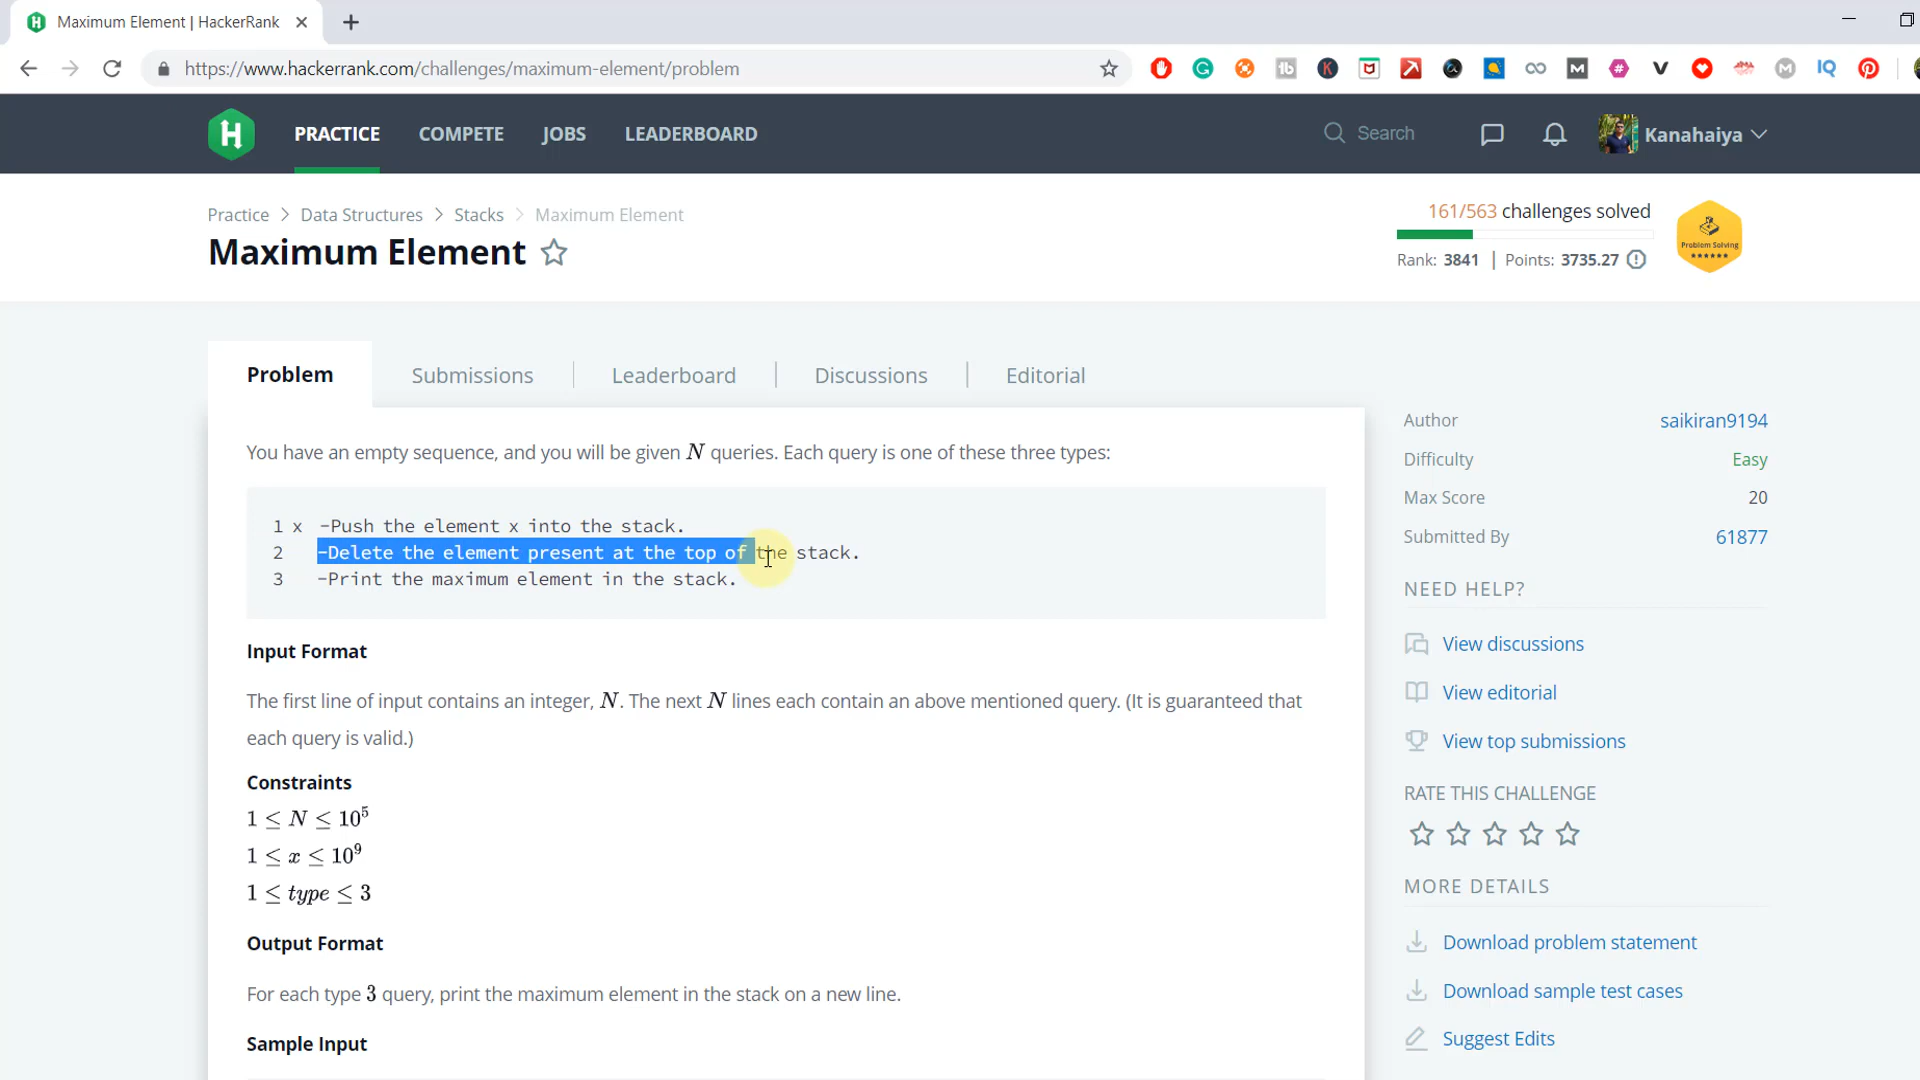 Maximum Element | HackerRank
https://www.hackerrank.com/challenges/maximum-element/problem
PRACTICE COMPETE JOBS LEADERBOARD Search Kanahaiya
Practice > Data Structures > Stacks > Maximum Element
Maximum Element
161/563 challenges solved
Rank: 3841 | Points: 3735.27
Problem Solving
Problem Submissions Leaderboard Discussions Editorial
You have an empty sequence, and you will be given N queries. Each query is one of these three types:
1 x -Push the element x into the stack.
2 -Delete the element present at the top of the stack.
3 -Print the maximum element in the stack.
Input Format
The first line of input contains an integer, N. The next N lines each contain an above mentioned query. (It is guaranteed that
each query is valid.)
Constraints
1 ≤ N ≤ 10⁵
1 ≤ x ≤ 10⁹
1 ≤ type ≤ 3
Output Format
For each type 3 query, print the maximum element in the stack on a new line.
Sample Input
Author saikiran9194
Difficulty Easy
Max Score 20
Submitted By 61877
NEED HELP?
View discussions
View editorial
View top submissions
RATE THIS CHALLENGE
MORE DETAILS
Download problem statement
Download sample test cases
Suggest Edits